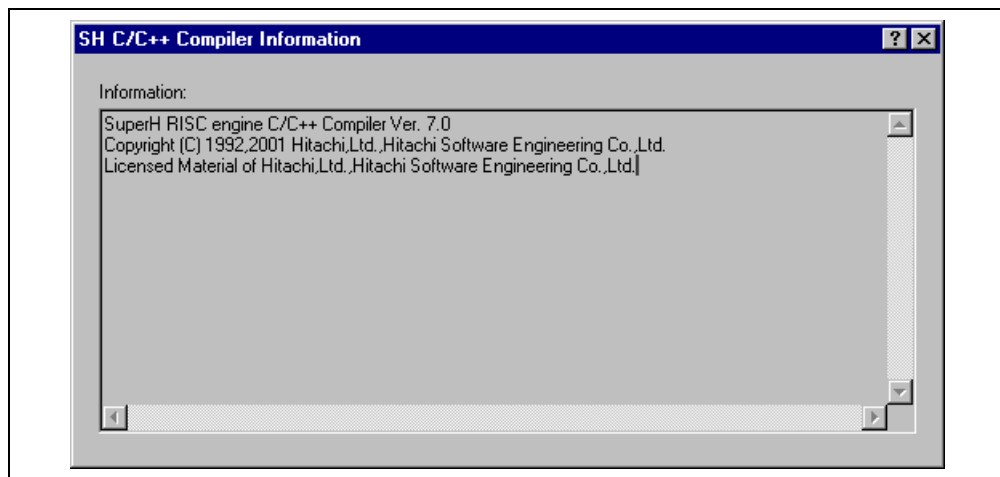 SH C/C++ Compiler Information
Information:
SuperH RISC engine C/C++ Compiler Ver. 7.0
Copyright (C) 1992,2001 Hitachi,Ltd.,Hitachi Software Engineering Co.,Ltd.
Licensed Material of Hitachi,Ltd.,Hitachi Software Engineering Co.,Ltd.